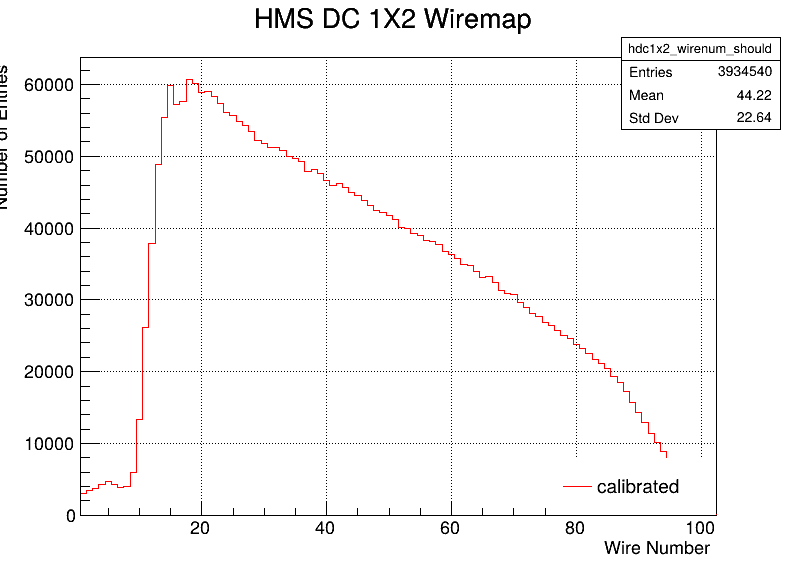 HMS DC 1X2 Wiremap
hdc1x2_wirenum_should
Entries 3934540
Mean 44.22
Std Dev 22.64
Number of Entries
60000
50000
40000
30000
20000
10000
0
calibrated
20 40 60 80 100
Wire Number